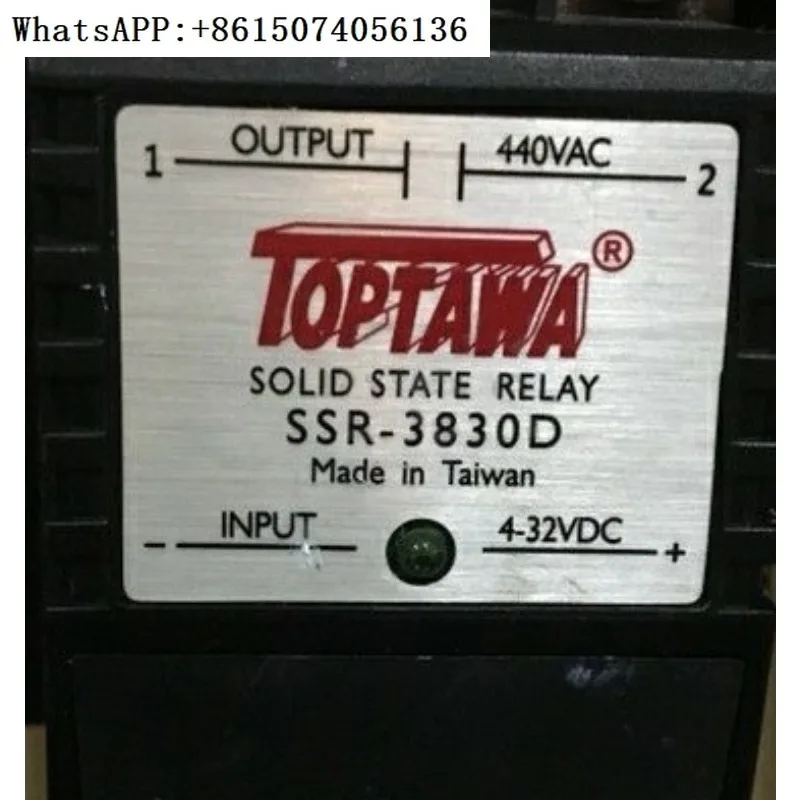 WhatsAPP:+8615074056136
1 OUTPUT 440VAC 2
TOPTAWA®
SOLID STATE RELAY
SSR-3830D
Made in Taiwan
- INPUT 4-32VDC +